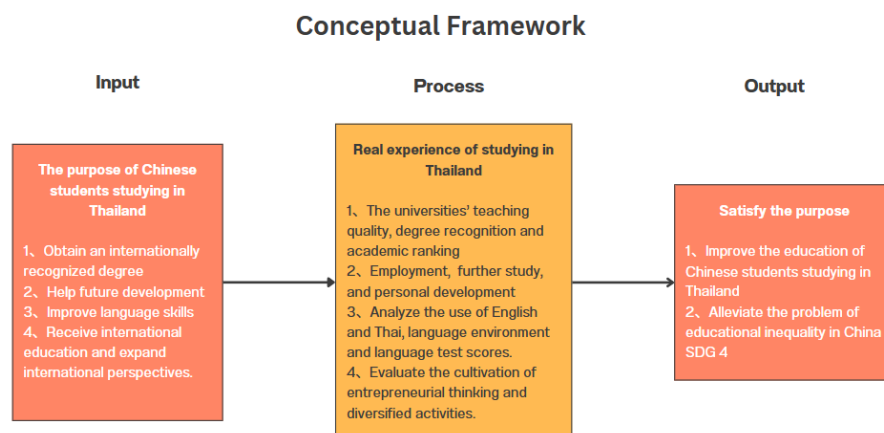 Conceptual Framework
Input
Process
Output
The purpose of Chinese
students studying in
Thailand
1、Obtain an internationally
recognized degree
2、Help future development
3、Improve language skills
4、Receive international
education and expand
international perspectives.
Real experience of studying in
Thailand
1、The universities’ teaching
quality, degree recognition and
academic ranking
2、Employment, further study,
and personal development
3、Analyze the use of English
and Thai, language environment
and language test scores.
4、Evaluate the cultivation of
entrepreneurial thinking and
diversified activities.
Satisfy the purpose
1、Improve the education of
Chinese students studying in
Thailand
2、Alleviate the problem of
educational inequality in China
SDG 4